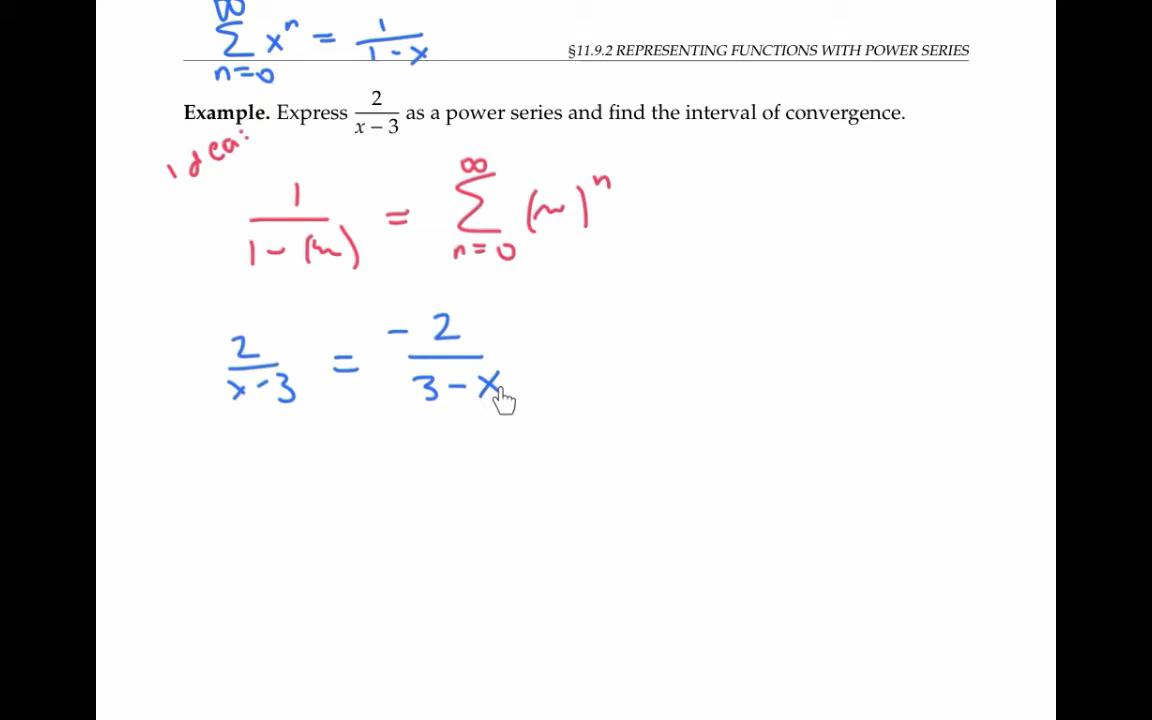 ∞
∑ xⁿ = 1/(1-x)
n=0
§11.9.2 REPRESENTING FUNCTIONS WITH POWER SERIES
Example. Express 2/(x − 3) as a power series and find the interval of convergence.
idea:
1/(1-(~)) = ∑_{n=0}^{∞} (~)ⁿ
2/(x-3) = -2/(3-x)